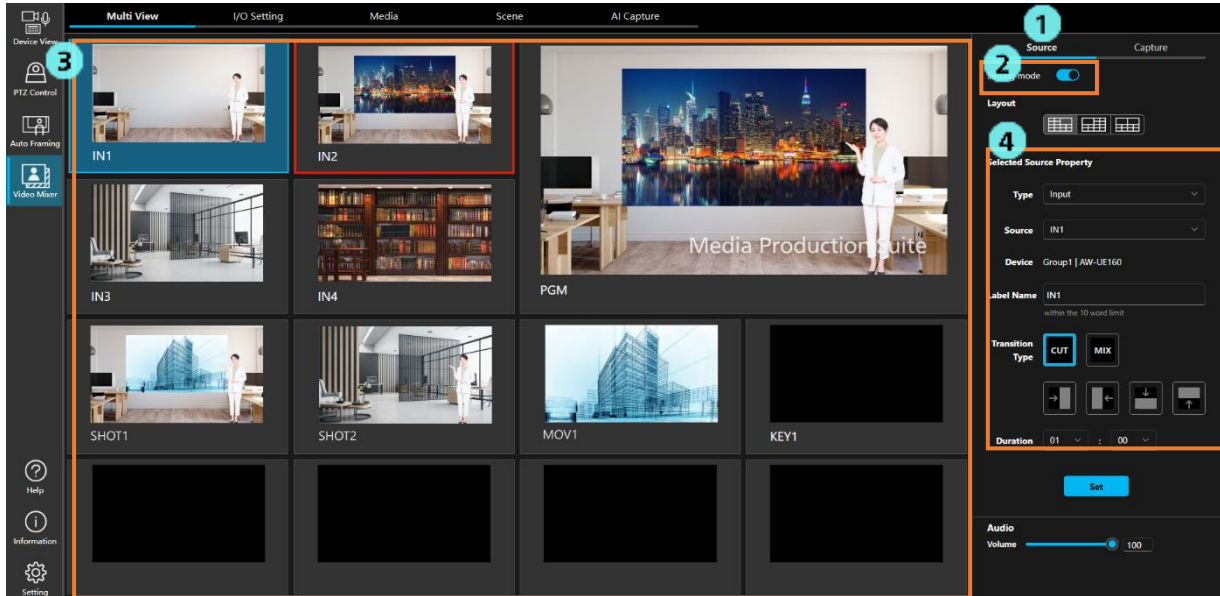 Multi View
I/O Setting
Media
Scene
AI Capture
Device View
PTZ Control
Auto Framing
Video Mixer
Help
Information
Setting
3
IN1
IN2
Media Production Suite
IN3
IN4
PGM
SHOT1
SHOT2
MOV1
KEY1
1
Source
Capture
2
mode
Layout
4
Selected Source Property
Type Input
Source IN1
Device Group1 | AW-UE160
Label Name IN1
within the 10 word limit
Transition
Type
CUT
MIX
Duration 01 : 00
Set
Audio
Volume 100